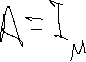 A = I_M